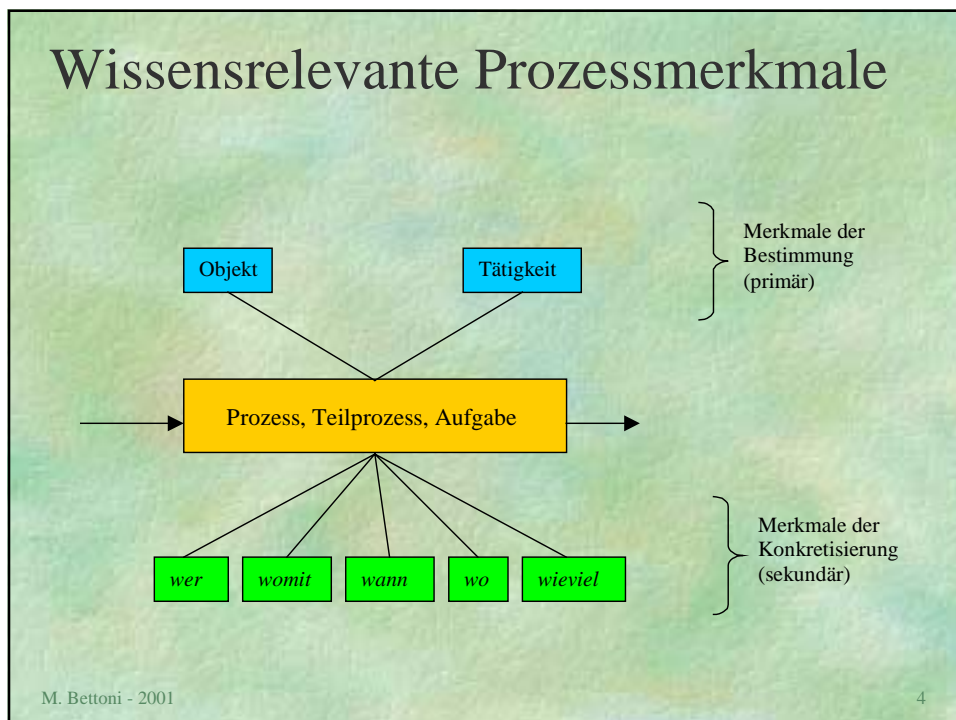 Wissensrelevante Prozessmerkmale
Merkmale der
Bestimmung
(primär)
Objekt
Tätigkeit
Prozess, Teilprozess, Aufgabe
Merkmale der
Konkretisierung
(sekundär)
wer
womit
wann
wo
wieviel
M. Bettoni - 2001
4